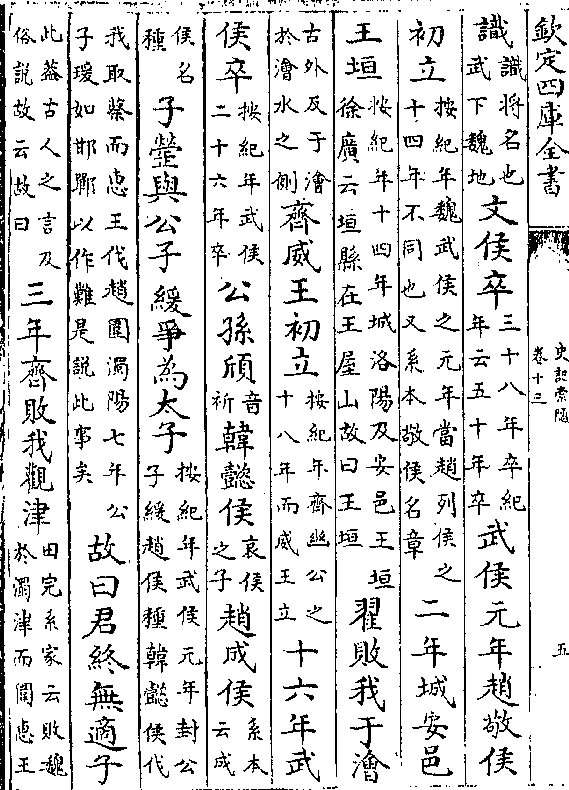 欽定四庫全書
史記索隱
卷十三
五
識識將名也武下魏地文侯卒三十八年卒紀年云五十年卒武侯元年趙敬侯
初立按紀年魏武侯之元年當趙列侯之十四年不同也又系本敬侯名章二年城安邑
王垣按紀年十四年城洛陽及安邑王垣徐廣云垣縣在王屋山故曰王垣翟敗我于澮
古外反于澮於澮水之側齊威王初立按紀年齊幽公之十八年而威王立十六年武
侯卒按紀年武侯二十六年卒公孫頎音祈韓懿侯哀侯之子趙成侯系本云成
侯名種子罃與公子緩爭為太子按紀年武侯元年封公子緩趙侯種韓懿侯伐
我取蔡而惠王伐趙圍濁陽七年公子瑗如邯鄲以作難是説此事矣故曰君終無適子
此蓋古人之言及俗説故云故曰三年齊敗我觀津田完系家云敗魏於濁津而圍惠王